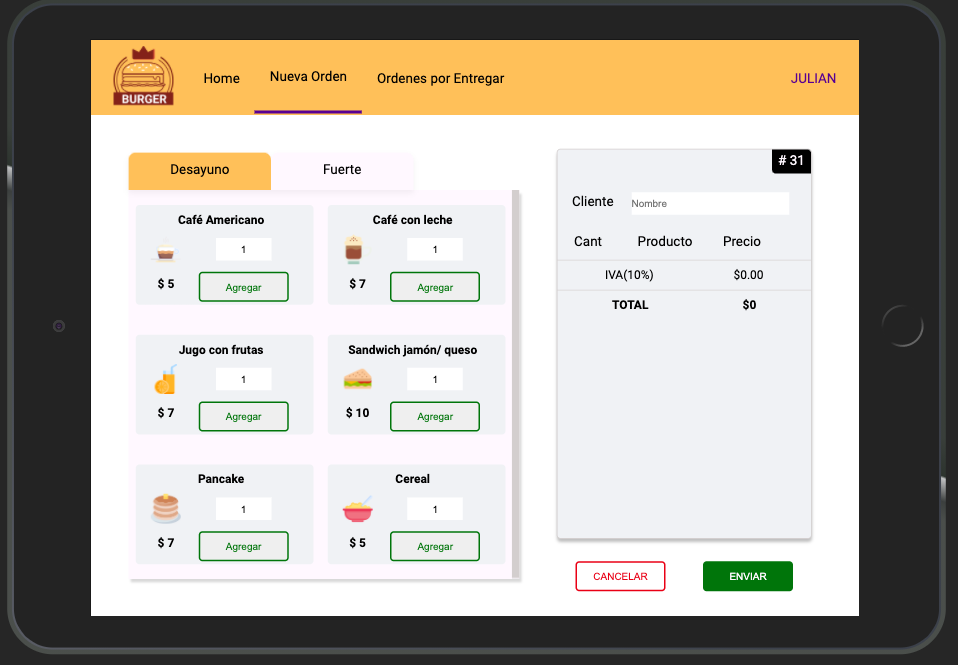 BURGER
Home
Nueva Orden
Ordenes por Entregar
JULIAN
Desayuno
Fuerte
Café Americano
1
$ 5
Agregar
Café con leche
1
$ 7
Agregar
Jugo con frutas
1
$ 7
Agregar
Sandwich jamón/ queso
1
$ 10
Agregar
Pancake
1
$ 7
Agregar
Cereal
1
$ 5
Agregar
# 31
Cliente Nombre
Cant Producto Precio
IVA(10%) $0.00
TOTAL $0
CANCELAR
ENVIAR